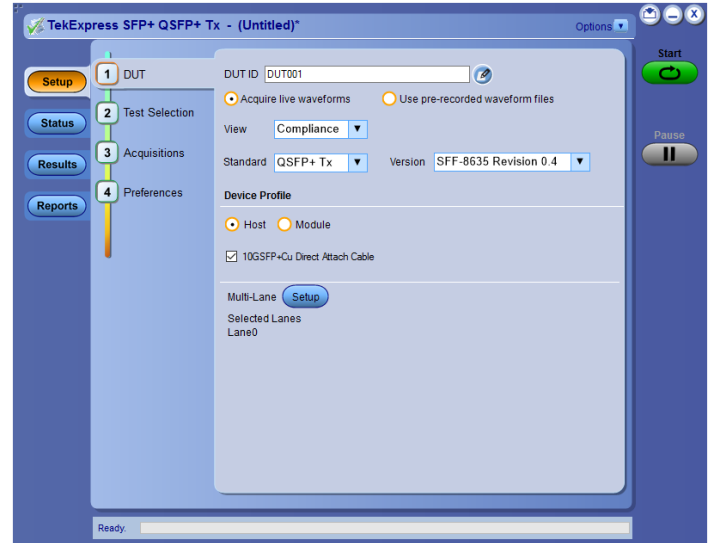 TekExpress SFP+ QSFP+ Tx - (Untitled)*
Options
Start
Pause
Setup
Status
Results
Reports
1 DUT
2 Test Selection
3 Acquisitions
4 Preferences
DUT ID DUT001
Acquire live waveforms Use pre-recorded waveform files
View Compliance
Standard QSFP+ Tx Version SFF-8635 Revision 0.4
Device Profile
Host Module
10GSFP+Cu Direct Attach Cable
Multi-Lane Setup
Selected Lanes
Lane0
Ready.